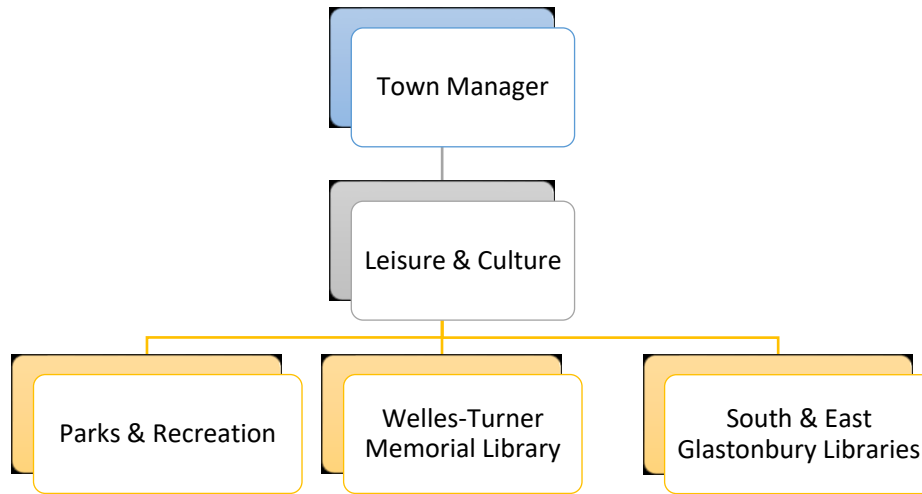 Town Manager
Leisure & Culture
Parks & Recreation
Welles-Turner
Memorial Library
South & East
Glastonbury Libraries